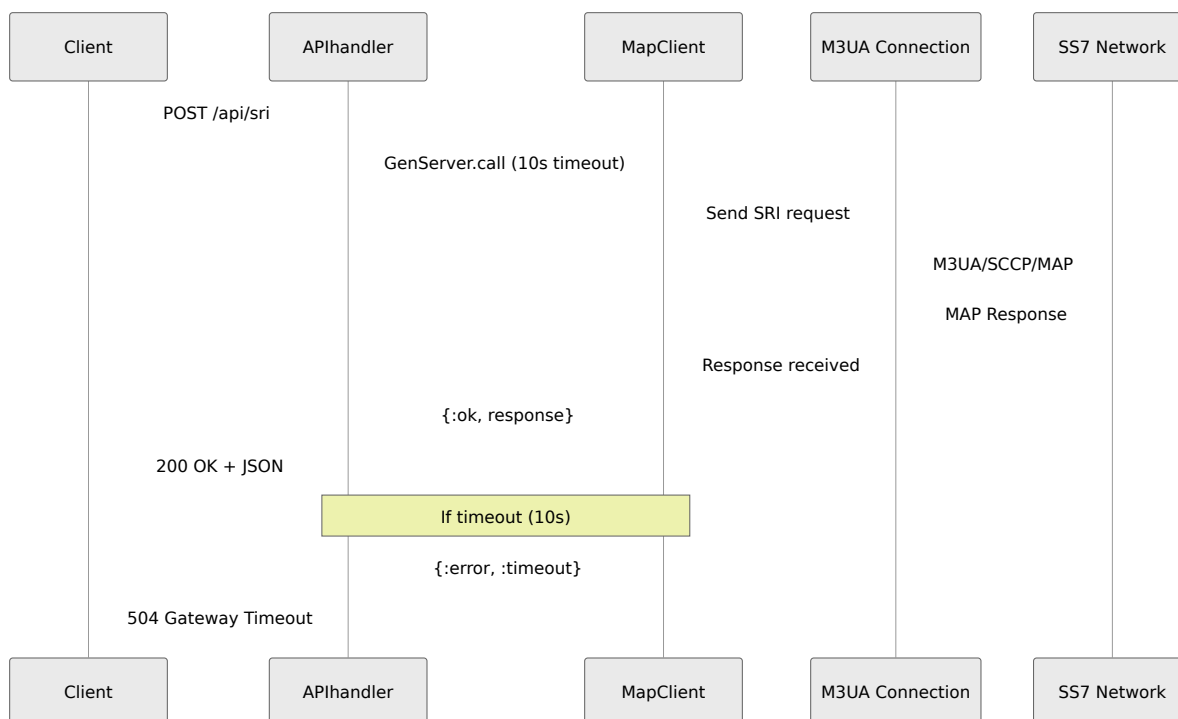 Client
APIhandler
MapClient
M3UA Connection
SS7 Network
POST /api/sri
GenServer.call (10s timeout)
Send SRI request
M3UA/SCCP/MAP
MAP Response
Response received
{:ok, response}
200 OK + JSON
If timeout (10s)
{:error, :timeout}
504 Gateway Timeout
Client
APIhandler
MapClient
M3UA Connection
SS7 Network